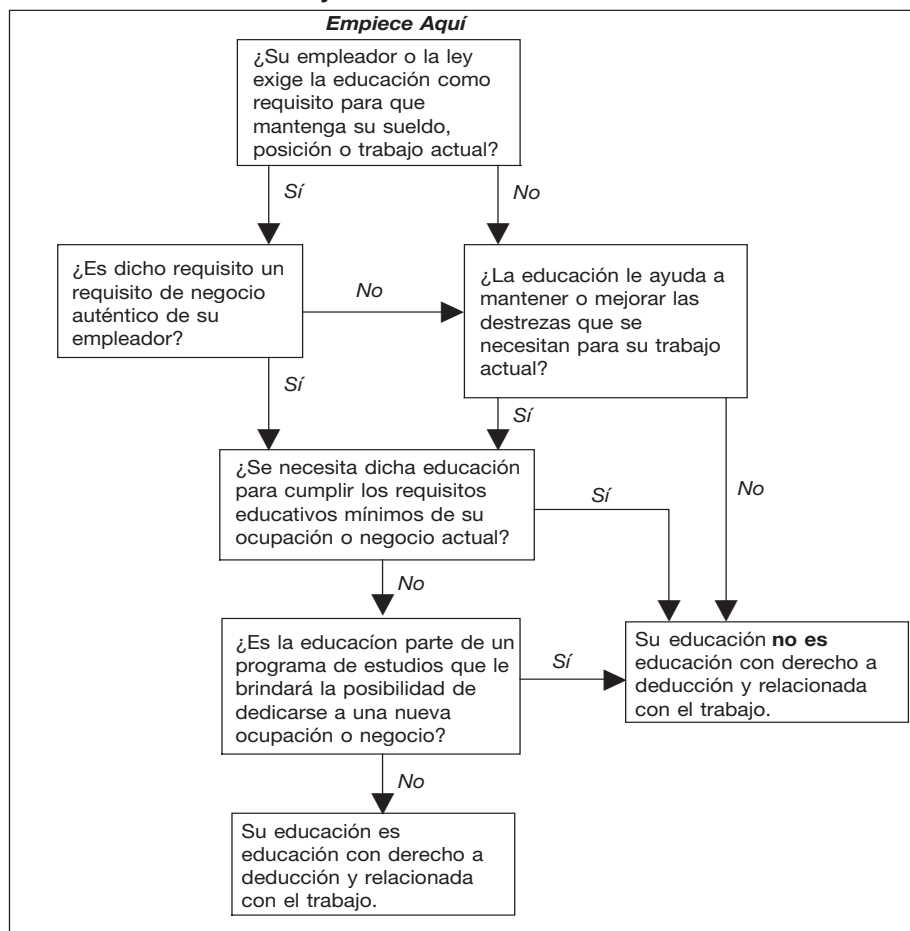 Empiece Aquí
¿Su empleador o la ley
exige la educación como
requisito para que
mantenga su sueldo,
posición o trabajo actual?
Sí
No
¿Es dicho requisito un
requisito de negocio
auténtico de su
empleador?
No
¿La educación le ayuda a
mantener o mejorar las
destrezas que se
necesitan para su trabajo
actual?
Sí
Sí
No
¿Se necesita dicha educación
para cumplir los requisitos
educativos mínimos de su
ocupación o negocio actual?
Sí
No
¿Es la educacíon parte de un
programa de estudios que le
brindará la posibilidad de
dedicarse a una nueva
ocupación o negocio?
Sí
Su educación no es
educación con derecho a
deducción y relacionada
con el trabajo.
No
Su educación es
educación con derecho a
deducción y relacionada
con el trabajo.